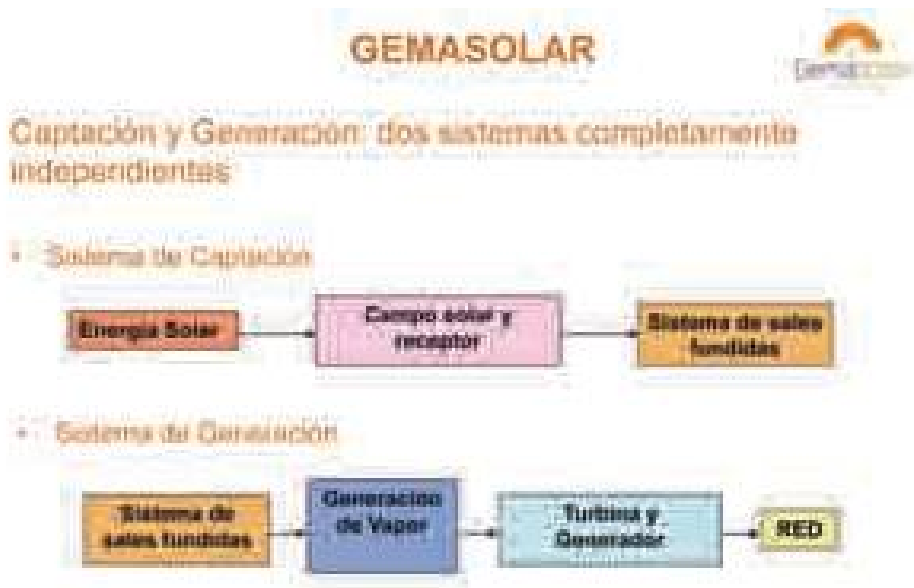 GEMASOLAR
Gemasolar
Captación y Generación: dos sistemas completamente
independientes
• Sistema de Captación
Energía Solar
Campo solar y
receptor
Sistema de sales
fundidas
• Sistema de Generación
Sistema de
sales fundidas
Generación
de Vapor
Turbina y
Generador
RED